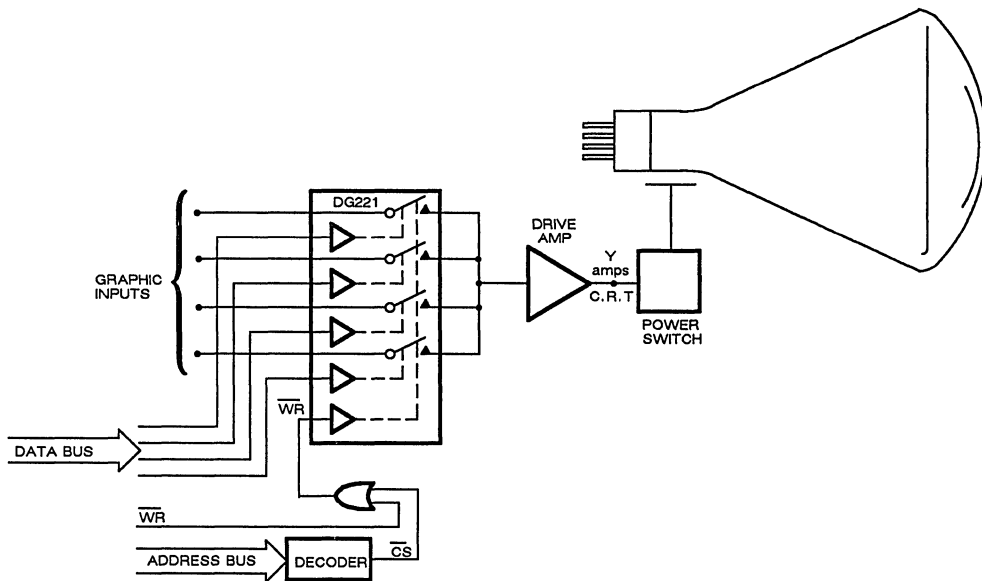 DG221
GRAPHIC
INPUTS
DRIVE
AMP
Y
amps
C.R.T
POWER
SWITCH
WR
DATA BUS
WR
CS
ADDRESS BUS
DECODER